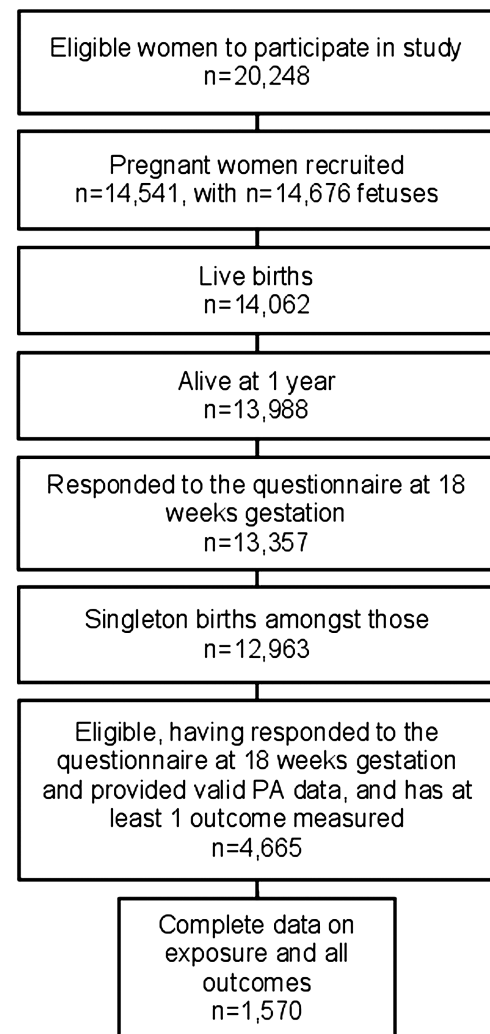 Eligible women to participate in study
n=20,248
Pregnant women recruited
n=14,541, with n=14,676 fetuses
Live births
n=14,062
Alive at 1 year
n=13,988
Responded to the questionnaire at 18
weeks gestation
n=13,357
Singleton births amongst those
n=12,963
Eligible, having responded to the
questionnaire at 18 weeks gestation
and provided valid PA data, and has at
least 1 outcome measured
n=4,665
Complete data on
exposure and all
outcomes
n=1,570